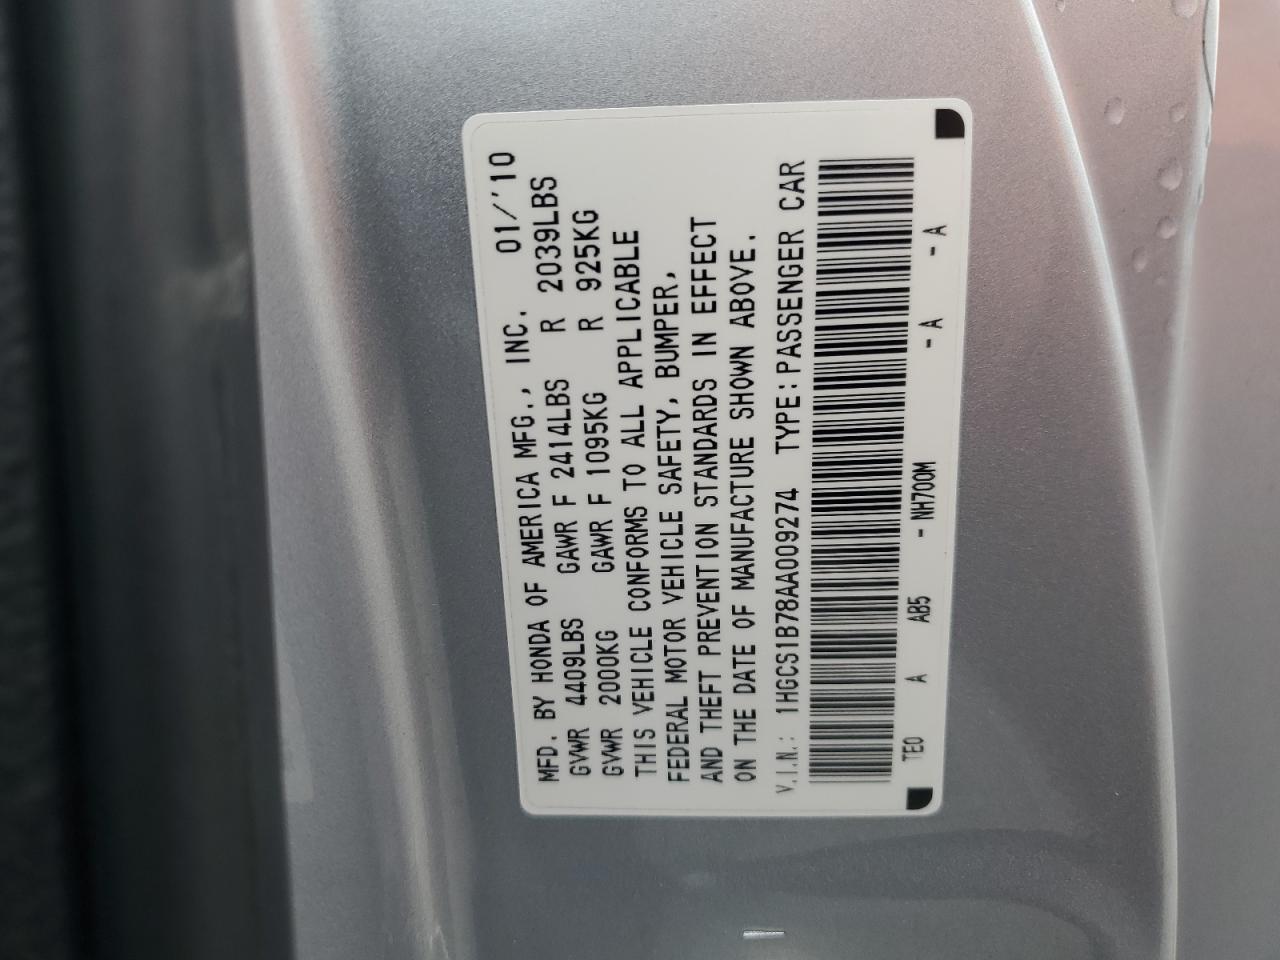 MFD. BY HONDA OF AMERICA MFG., INC. 01/'10
GVWR 4409LBS GAWR F 2414LBS R 2039LBS
GVWR 2000KG GAWR F 1095KG R 925KG
THIS VEHICLE CONFORMS TO ALL APPLICABLE
FEDERAL MOTOR VEHICLE SAFETY, BUMPER,
AND THEFT PREVENTION STANDARDS IN EFFECT
ON THE DATE OF MANUFACTURE SHOWN ABOVE.
V.I.N.: 1HGCS1B78AA009274 TYPE:PASSENGER CAR
TE0 A AB5 - NH700M - A - A